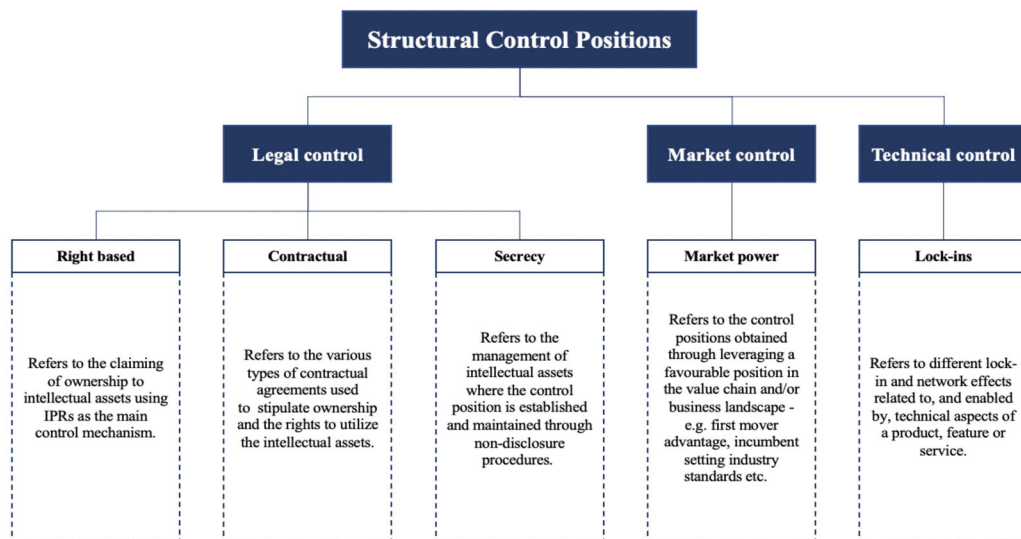 Structural Control Positions
Legal control
Market control
Technical control
Right based
Contractual
Secrecy
Market power
Lock-ins
Refers to the claiming
of ownership to
intellectual assets using
IPRs as the main
control mechanism.
Refers to the various
types of contractual
agreements used
to stipulate ownership
and the rights to utilize
the intellectual assets.
Refers to the
management of
intellectual assets
where the control
position is established
and maintained through
non-disclosure
procedures.
Refers to the control
positions obtained
through leveraging a
favourable position in
the value chain and/or
business landscape -
e.g. first mover
advantage, incumbent
setting industry
standards etc.
Refers to different lock-
in and network effects
related to, and enabled
by, technical aspects of
a product, feature or
service.